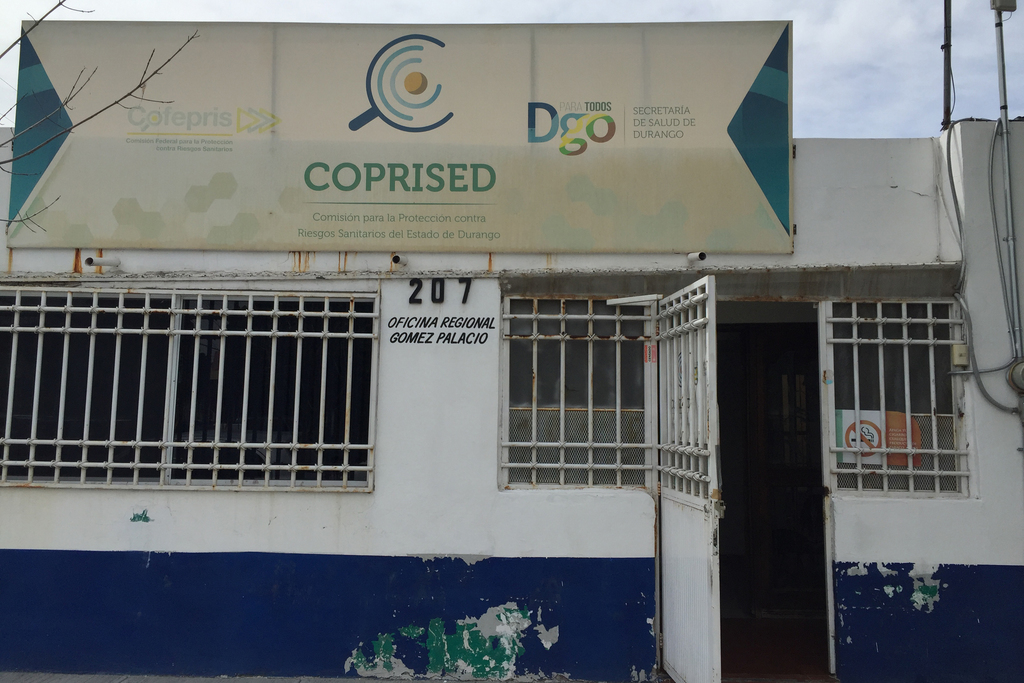 Cofepris
Comisión Federal para la Protección
contra Riesgos Sanitarios
COPRISED
Comisión para la Protección contra
Riesgos Sanitarios del Estado de Durango
PARA TODOS
Dgo
SECRETARÍA
DE SALUD DE
DURANGO
207
OFICINA REGIONAL
GOMEZ PALACIO